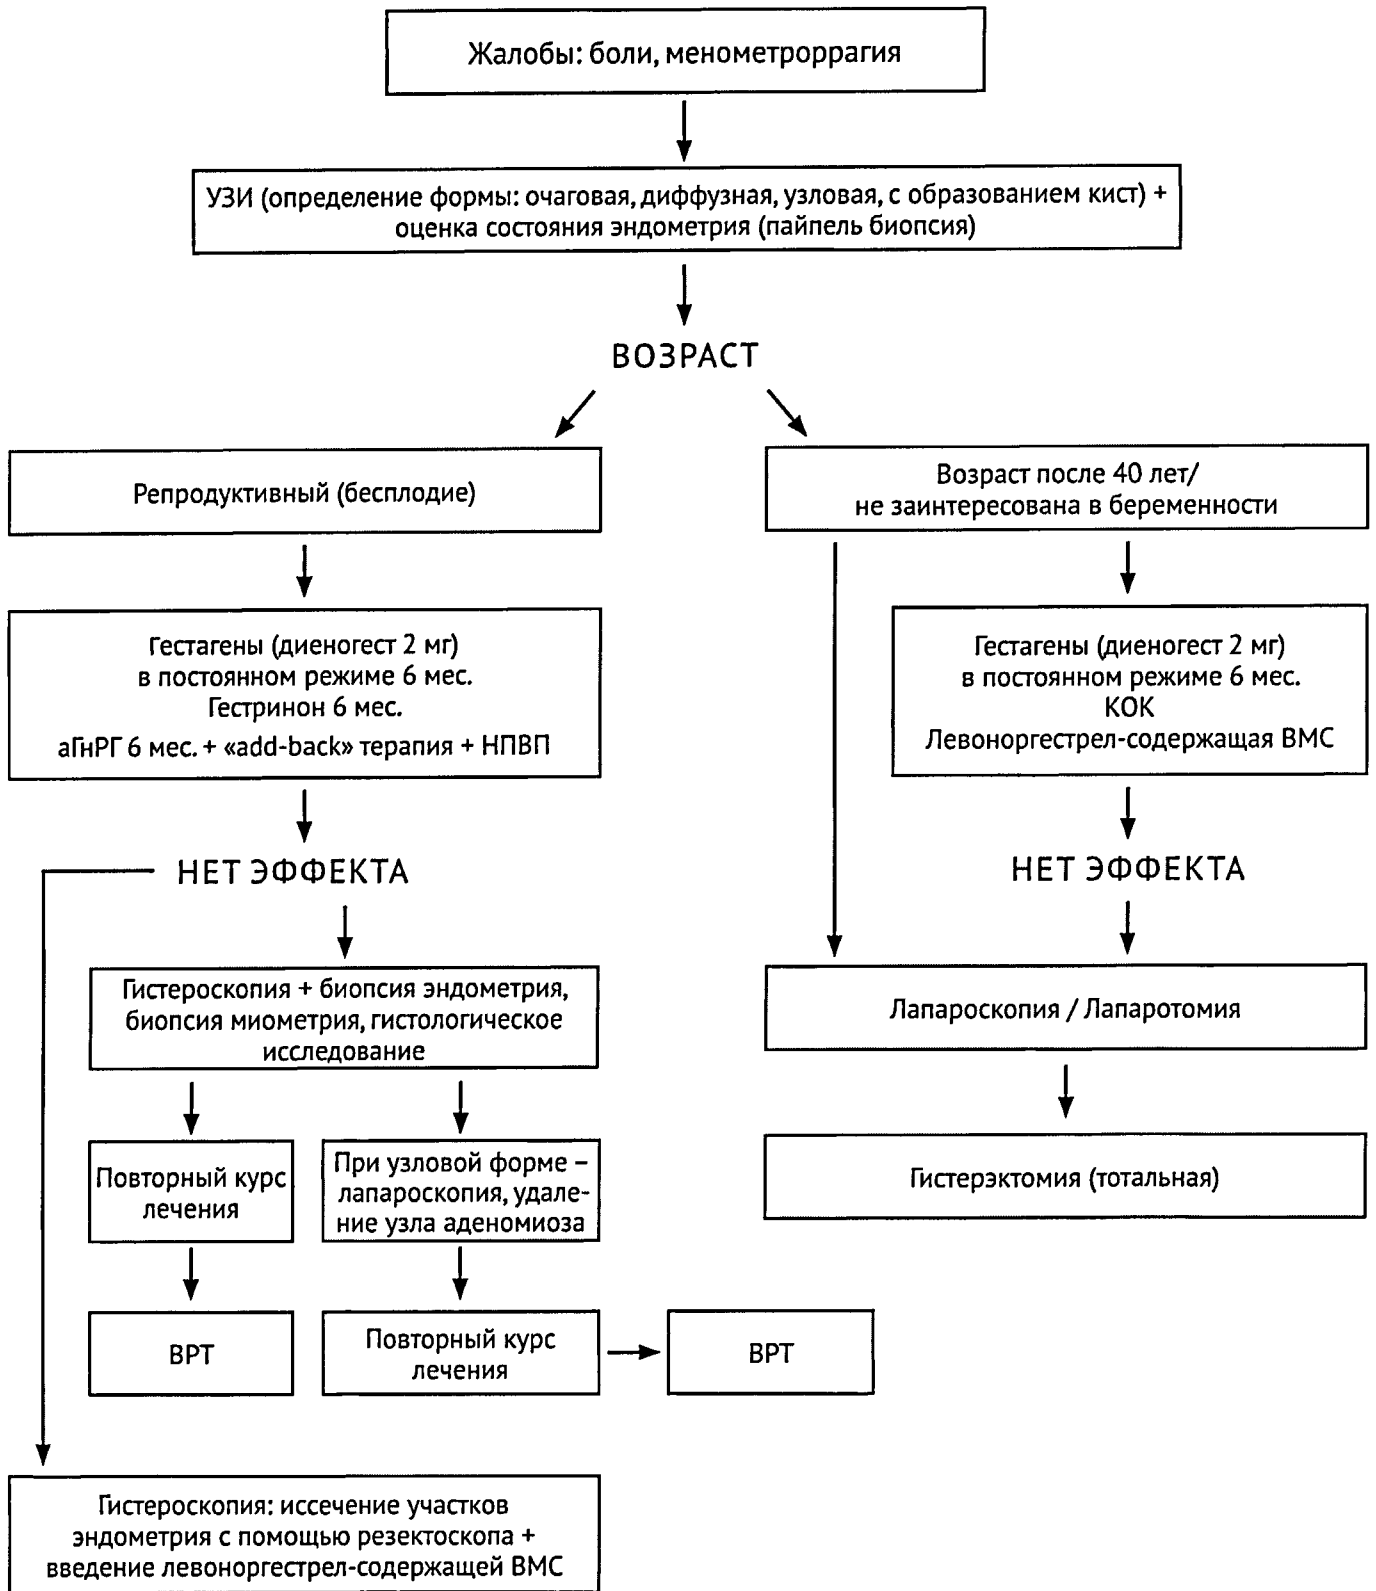 Жалобы: боли, менометроррагия
УЗИ (определение формы: очаговая, диффузная, узловая, с образованием кист) +
оценка состояния эндометрия (пайпель биопсия)
ВОЗРАСТ
Репродуктивный (бесплодие)
Возраст после 40 лет/
не заинтересована в беременности
Гестагены (диеногест 2 мг)
в постоянном режиме 6 мес.
Гестринон 6 мес.
аГнРГ 6 мес. + «add-back» терапия + НПВП
Гестагены (диеногест 2 мг)
в постоянном режиме 6 мес.
КОК
Левоноргестрел-содержащая ВМС
НЕТ ЭФФЕКТА
НЕТ ЭФФЕКТА
Гистероскопия + биопсия эндометрия,
биопсия миометрия, гистологическое
исследование
Лапароскопия / Лапаротомия
Повторный курс
лечения
При узловой форме –
лапароскопия, удале-
ние узла аденомиоза
Гистерэктомия (тотальная)
ВРТ
Повторный курс
лечения
ВРТ
Гистероскопия: иссечение участков
эндометрия с помощью резектоскопа +
введение левоноргестрел-содержащей ВМС